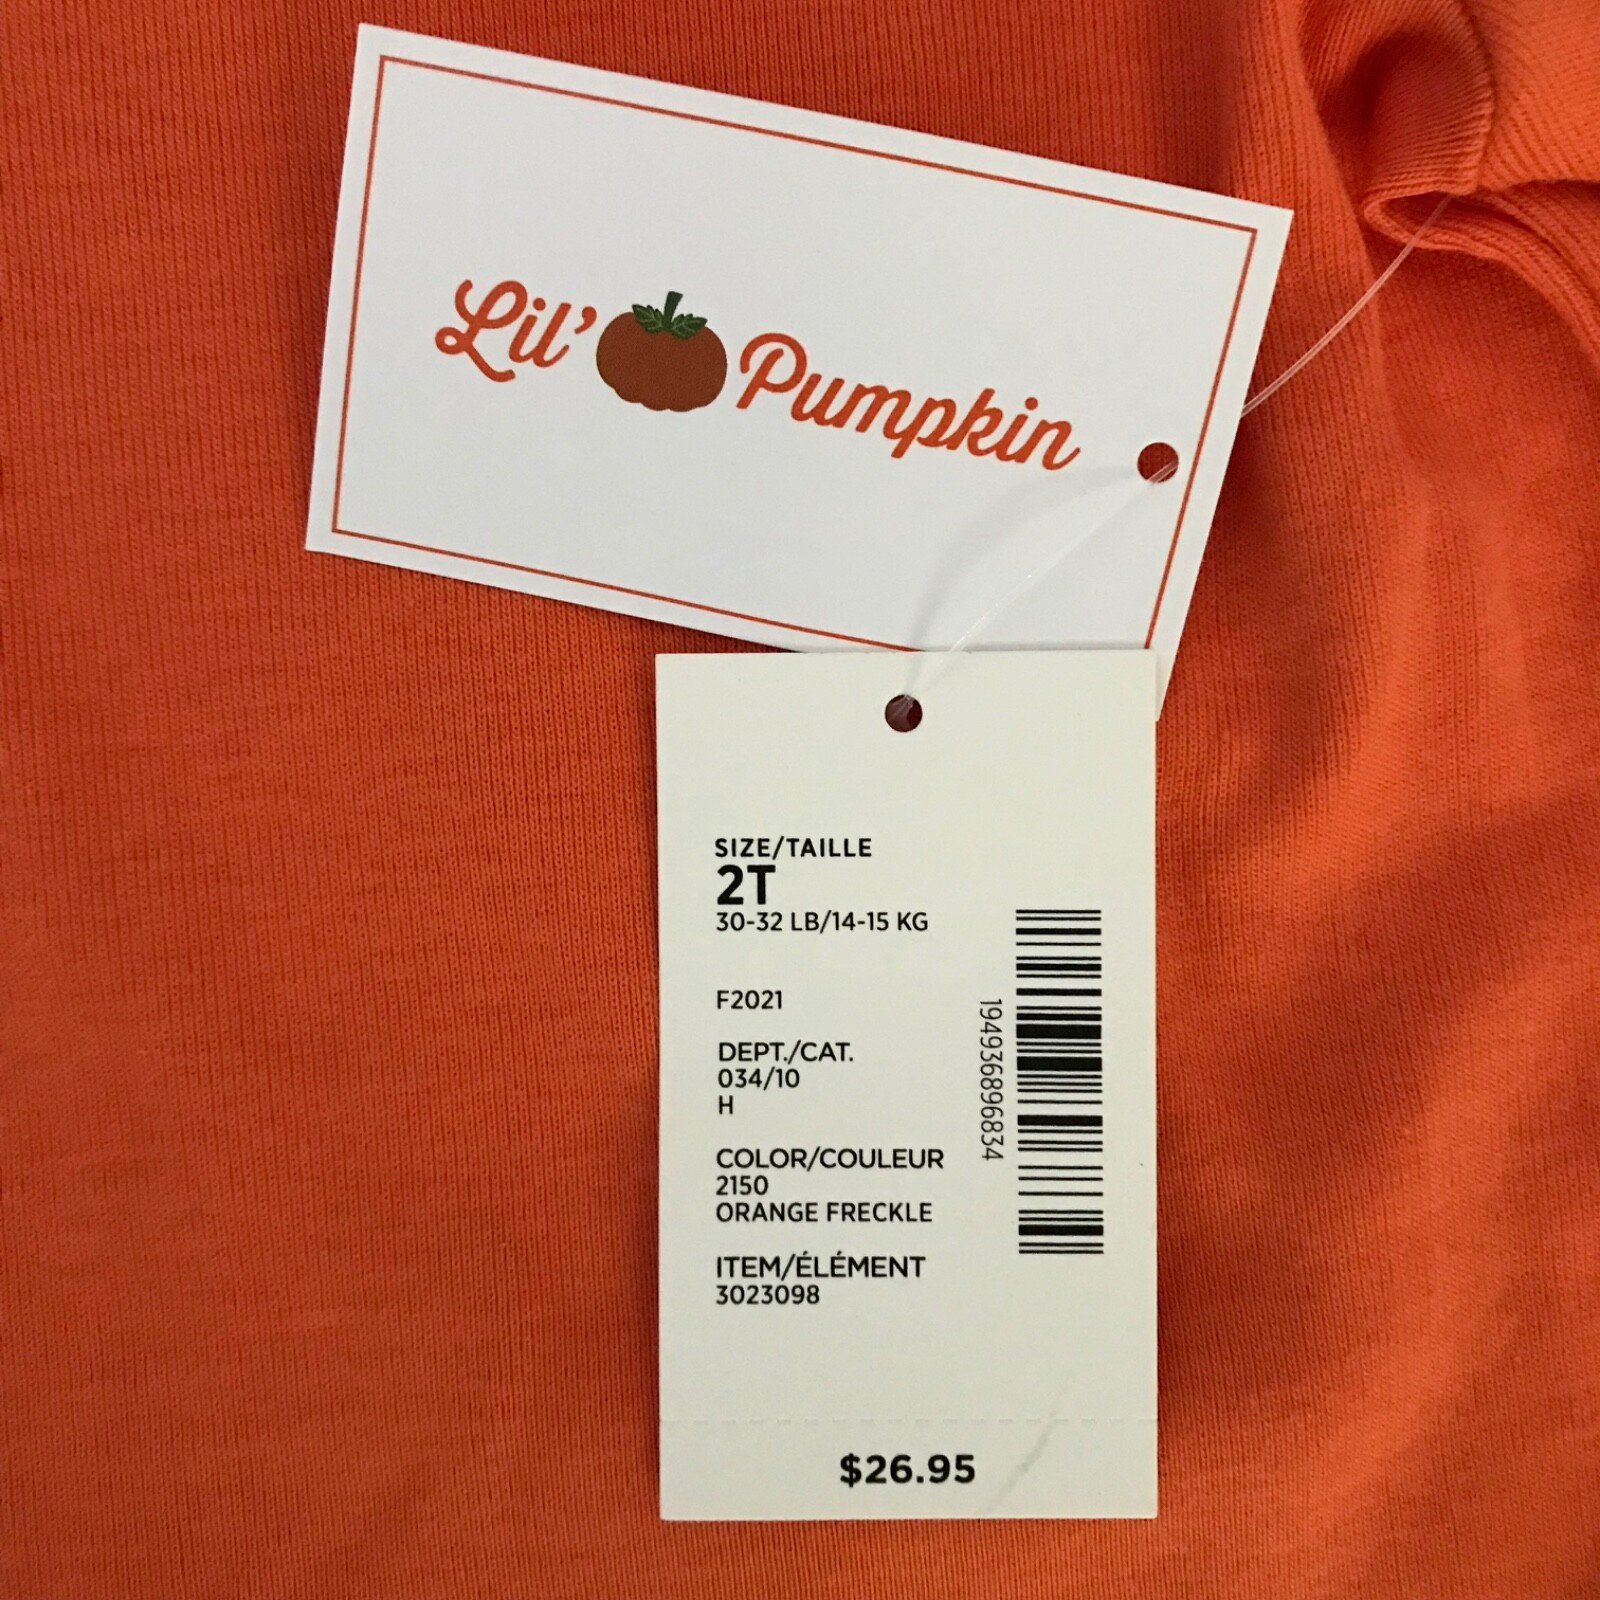 Lil' Pumpkin
SIZE/TAILLE
2T
30-32 LB/14-15 KG
F2021
DEPT./CAT.
034/10
H
COLOR/COULEUR
2150
ORANGE FRECKLE
ITEM/ÉLÉMENT
3023098
194936896834
$26.95